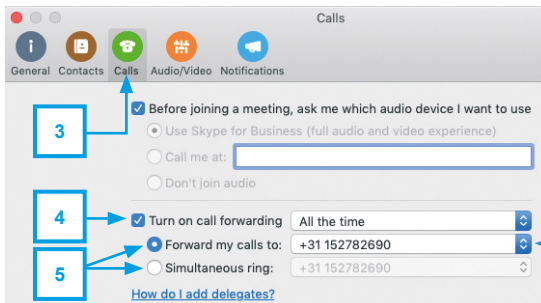 Calls
General Contacts Calls Audio/Video Notifications
3
Before joining a meeting, ask me which audio device I want to use
Use Skype for Business (full audio and video experience)
Call me at:
Don't join audio
4
Turn on call forwarding All the time
Forward my calls to: +31 152782690
5
Simultaneous ring: +31 152782690
How do I add delegates?